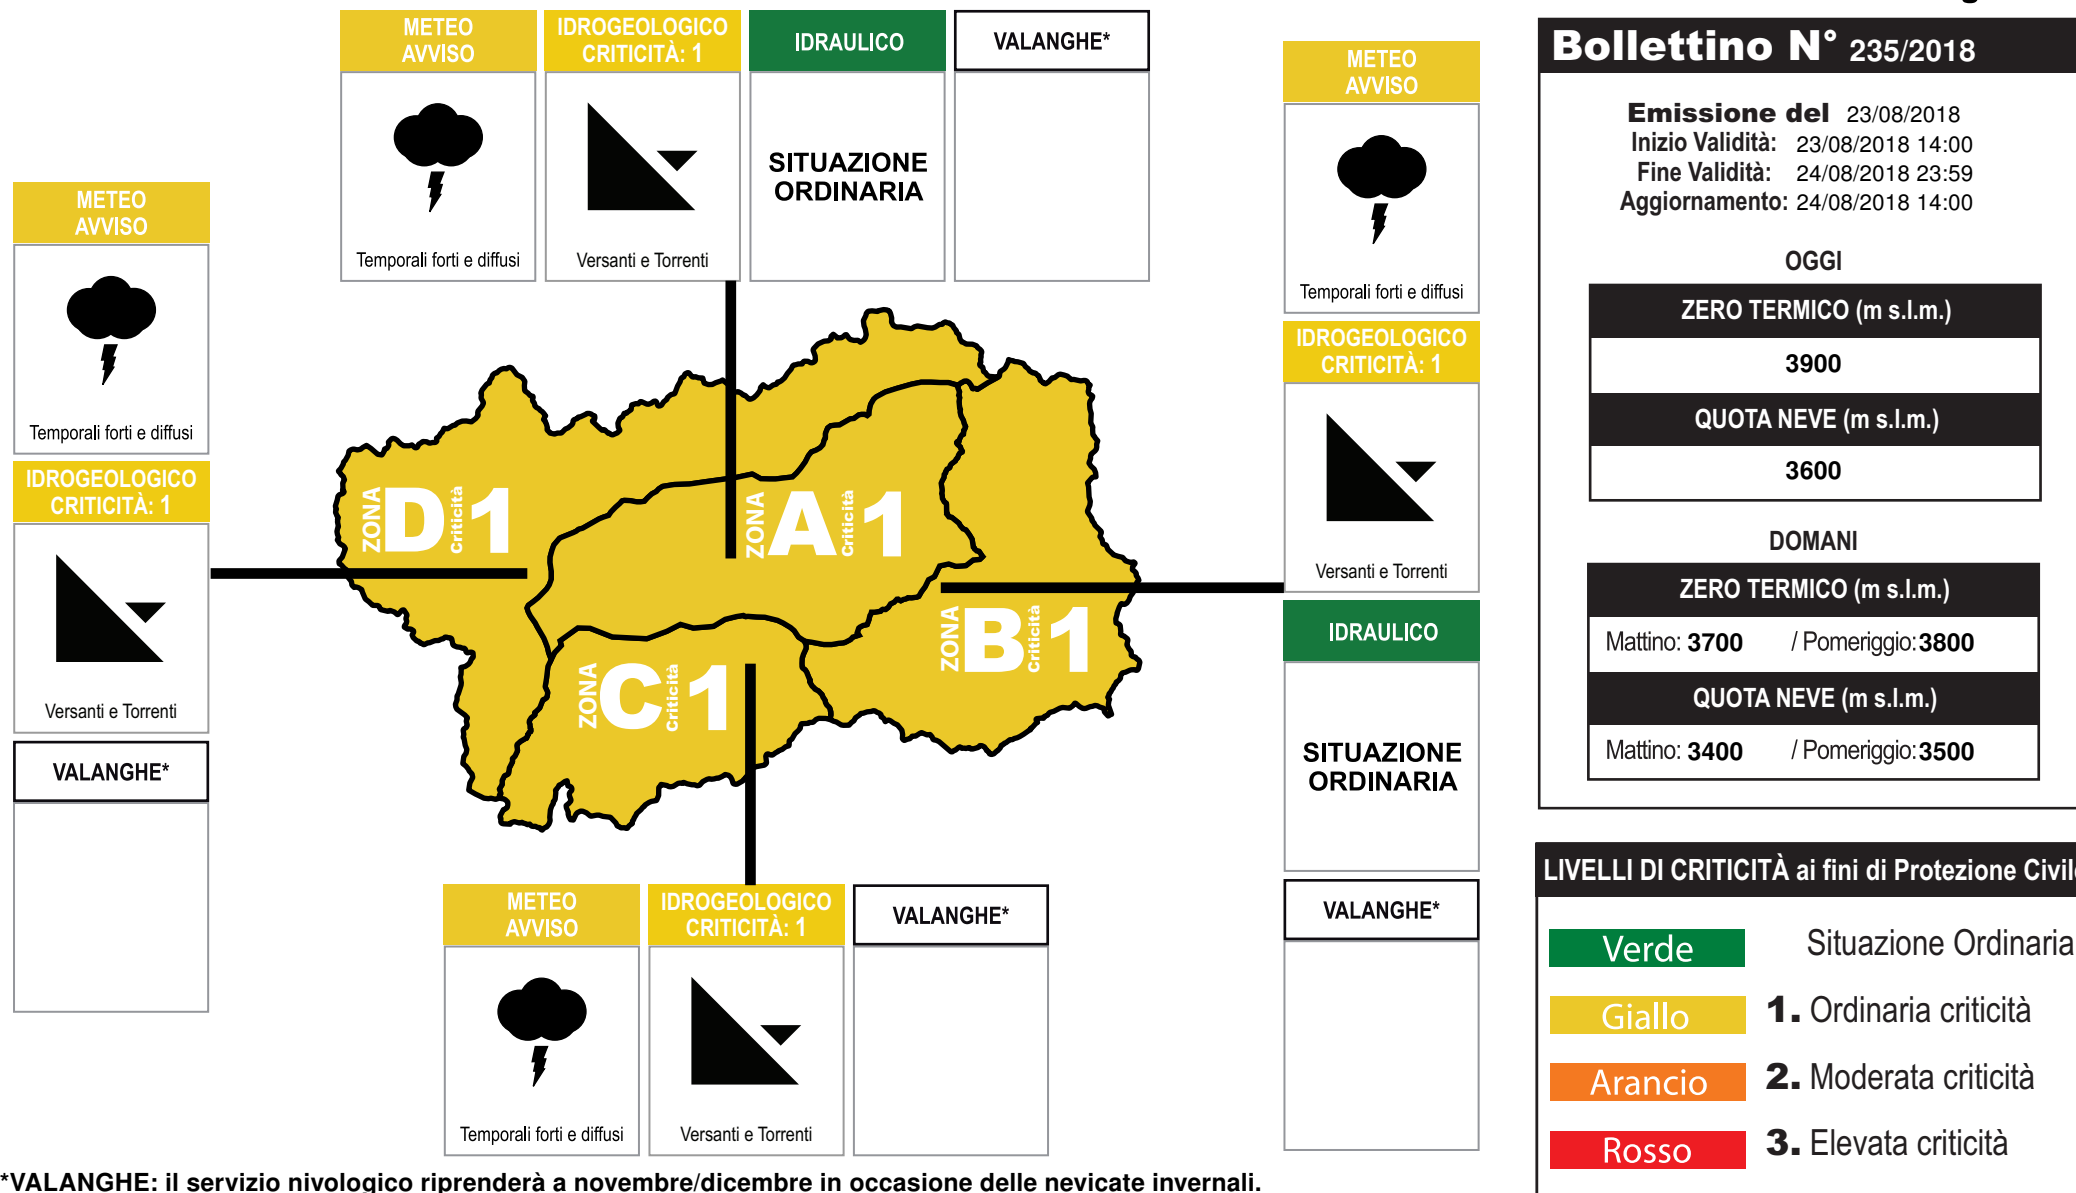 METEO
AVVISO
Temporali forti e diffusi
IDROGEOLOGICO
CRITICITÀ: 1
Versanti e Torrenti
IDRAULICO
SITUAZIONE
ORDINARIA
VALANGHE*
METEO
AVVISO
Temporali forti e diffusi
IDROGEOLOGICO
CRITICITÀ: 1
Versanti e Torrenti
VALANGHE*
METEO
AVVISO
Temporali forti e diffusi
IDROGEOLOGICO
CRITICITÀ: 1
Versanti e Torrenti
IDRAULICO
SITUAZIONE
ORDINARIA
VALANGHE*
ZONA D Criticità 1
ZONA A Criticità 1
ZONA B Criticità 1
ZONA C Criticità 1
METEO
AVVISO
Temporali forti e diffusi
IDROGEOLOGICO
CRITICITÀ: 1
Versanti e Torrenti
VALANGHE*
*VALANGHE: il servizio nivologico riprenderà a novembre/dicembre in occasione delle nevicate invernali.
Bollettino N° 235/2018
Emissione del 23/08/2018
Inizio Validità: 23/08/2018 14:00
Fine Validità: 24/08/2018 23:59
Aggiornamento: 24/08/2018 14:00
OGGI
ZERO TERMICO (m s.l.m.)
3900
QUOTA NEVE (m s.l.m.)
3600
DOMANI
ZERO TERMICO (m s.l.m.)
Mattino: 3700 / Pomeriggio: 3800
QUOTA NEVE (m s.l.m.)
Mattino: 3400 / Pomeriggio: 3500
LIVELLI DI CRITICITÀ ai fini di Protezione Civile
Verde Situazione Ordinaria
Giallo 1. Ordinaria criticità
Arancio 2. Moderata criticità
Rosso 3. Elevata criticità